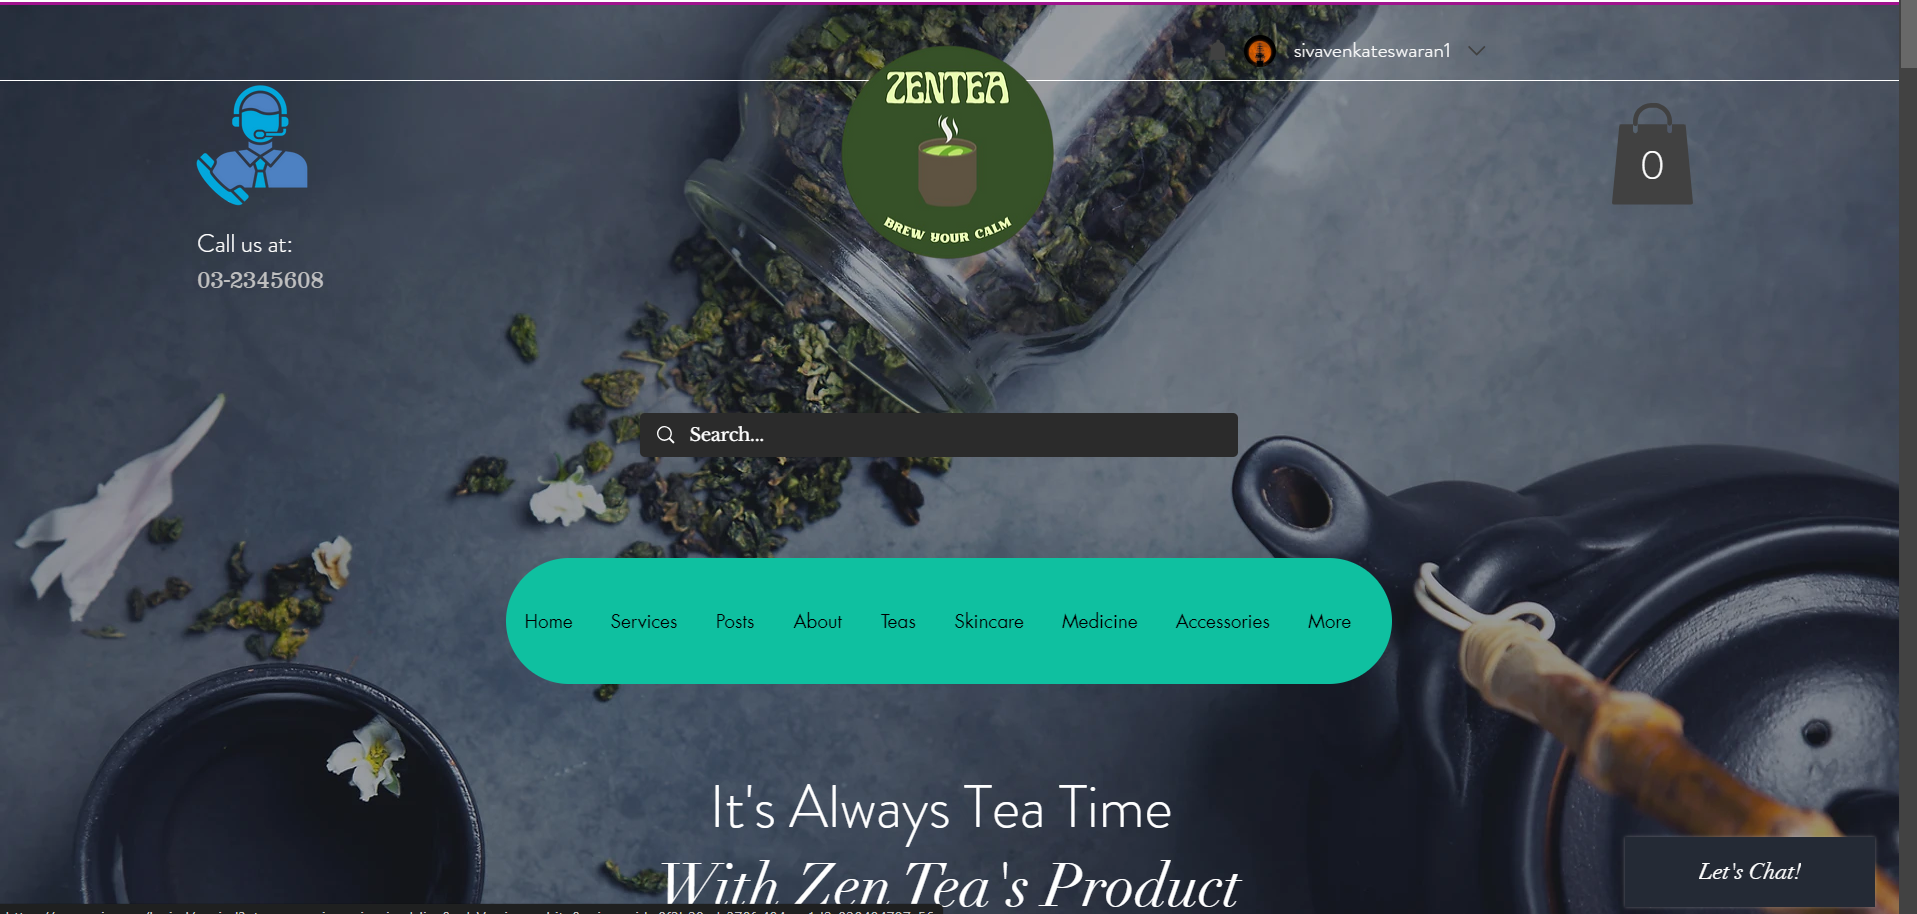 sivavenkateswaran1
ZENTEA
BREW YOUR CALM
0
Call us at:
03-2345608
Search...
Home Services Posts About Teas Skincare Medicine Accessories More
It's Always Tea Time
With Zen Tea's Product
Let's Chat!